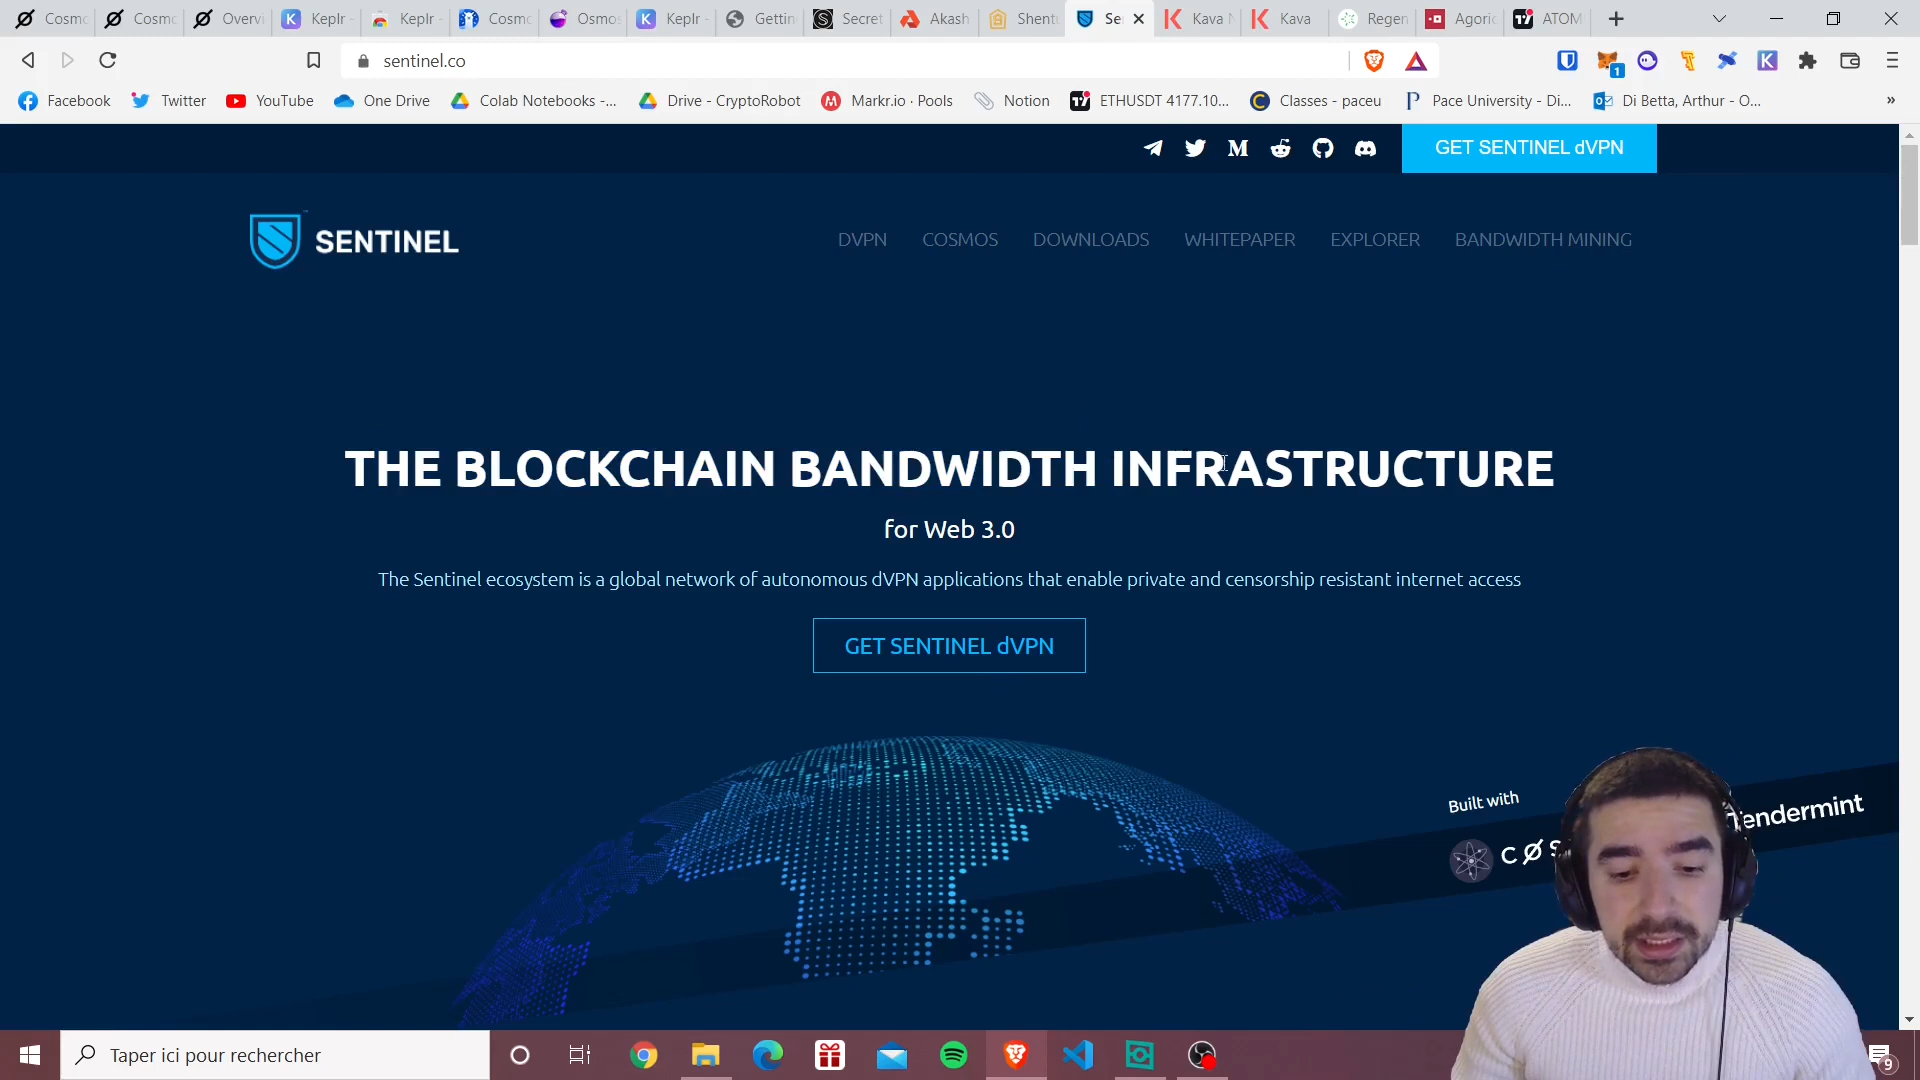 Cosmo
Cosmo
Overvi
Keplr -
Keplr -
Cosmo
Osmos
Keplr -
Gettin
Secret
Akash
Shentu
Se
Kava
Kava
Regen
Agoric
ATOM
sentinel.co
1
Facebook
Twitter
YouTube
One Drive
Colab Notebooks -...
Drive - CryptoRobot
Markr.io · Pools
Notion
ETHUSDT 4177.10...
Classes - paceu
Pace University - Di...
Di Betta, Arthur - O...
»
GET SENTINEL dVPN
SENTINEL
DVPN
COSMOS
DOWNLOADS
WHITEPAPER
EXPLORER
BANDWIDTH MINING
THE BLOCKCHAIN BANDWIDTH INFRASTRUCTURE
for Web 3.0
The Sentinel ecosystem is a global network of autonomous dVPN applications that enable private and censorship resistant internet access
GET SENTINEL dVPN
Built with
CØS
Tendermint
Taper ici pour rechercher
9